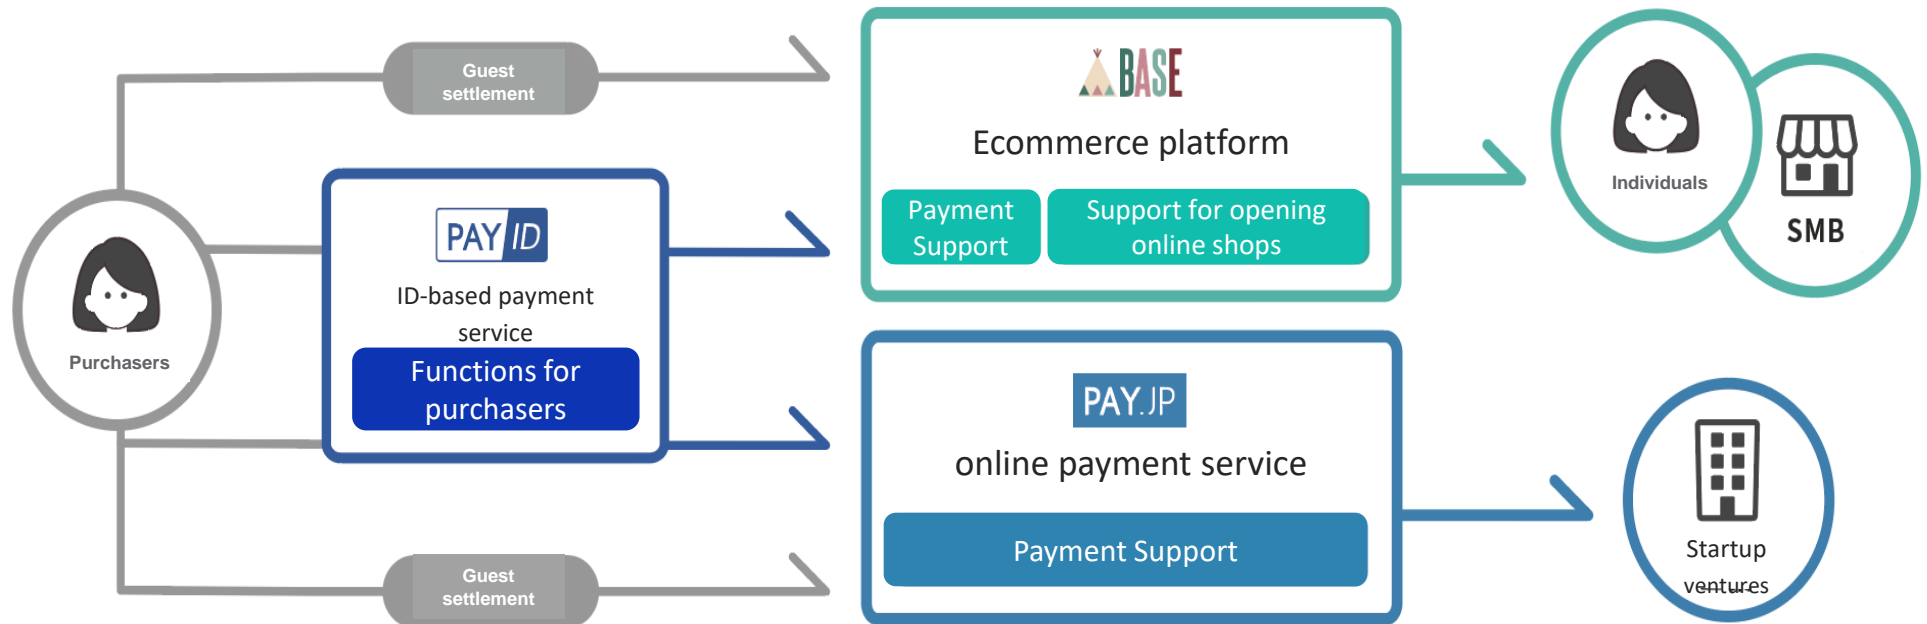 Guest
settlement
BASE
Ecommerce platform
Payment
Support
Support for opening
online shops
Individuals
SMB
PAY ID
ID-based payment
service
Functions for
purchasers
Purchasers
PAY.JP
online payment service
Payment Support
Guest
settlement
Startup
ventures